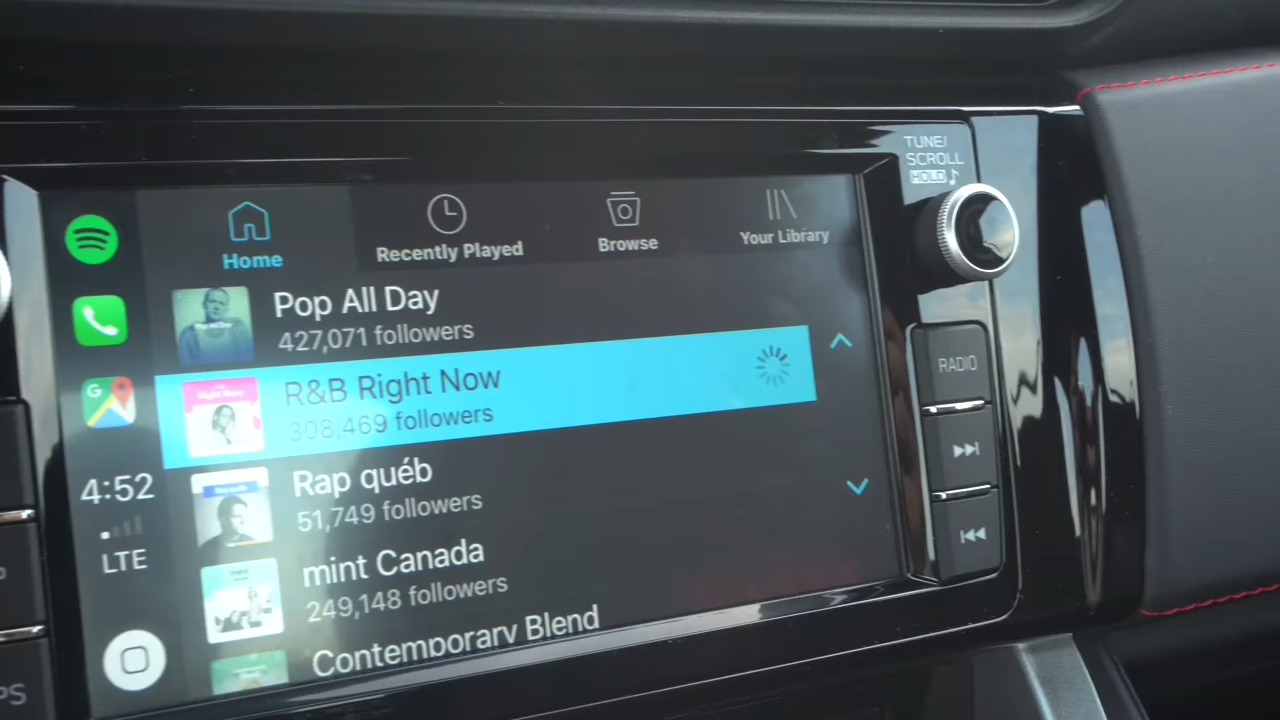 TUNE/
SCROLL
HOLD
Home
Recently Played
Browse
Your Library
Pop All Day
427,071 followers
R&B Right Now
308,469 followers
Rap québ
51,749 followers
mint Canada
249,148 followers
Contemporary Blend
4:52
LTE
RADIO